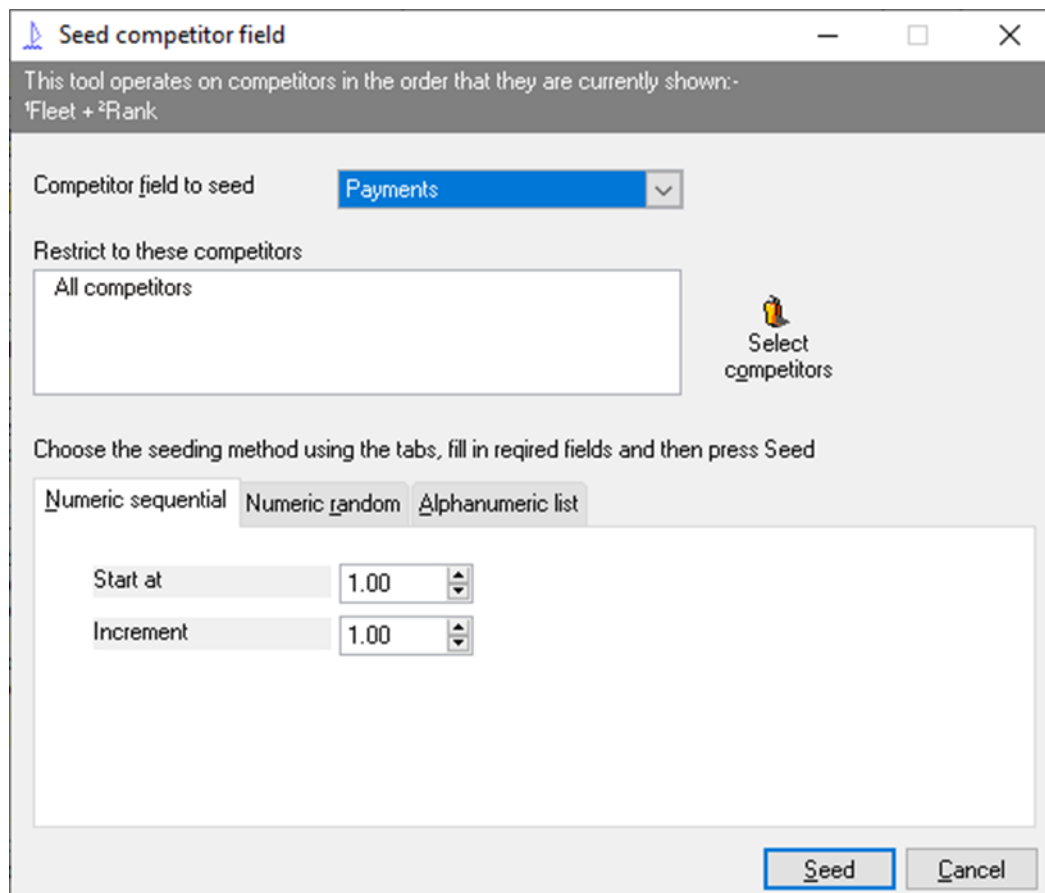 Seed competitor field
This tool operates on competitors in the order that they are currently shown:-
¹Fleet + ²Rank
Competitor field to seed
Payments
Restrict to these competitors
All competitors
Select
competitors
Choose the seeding method using the tabs, fill in reqired fields and then press Seed
Numeric sequential Numeric random Alphanumeric list
Start at 1.00
Increment 1.00
Seed Cancel